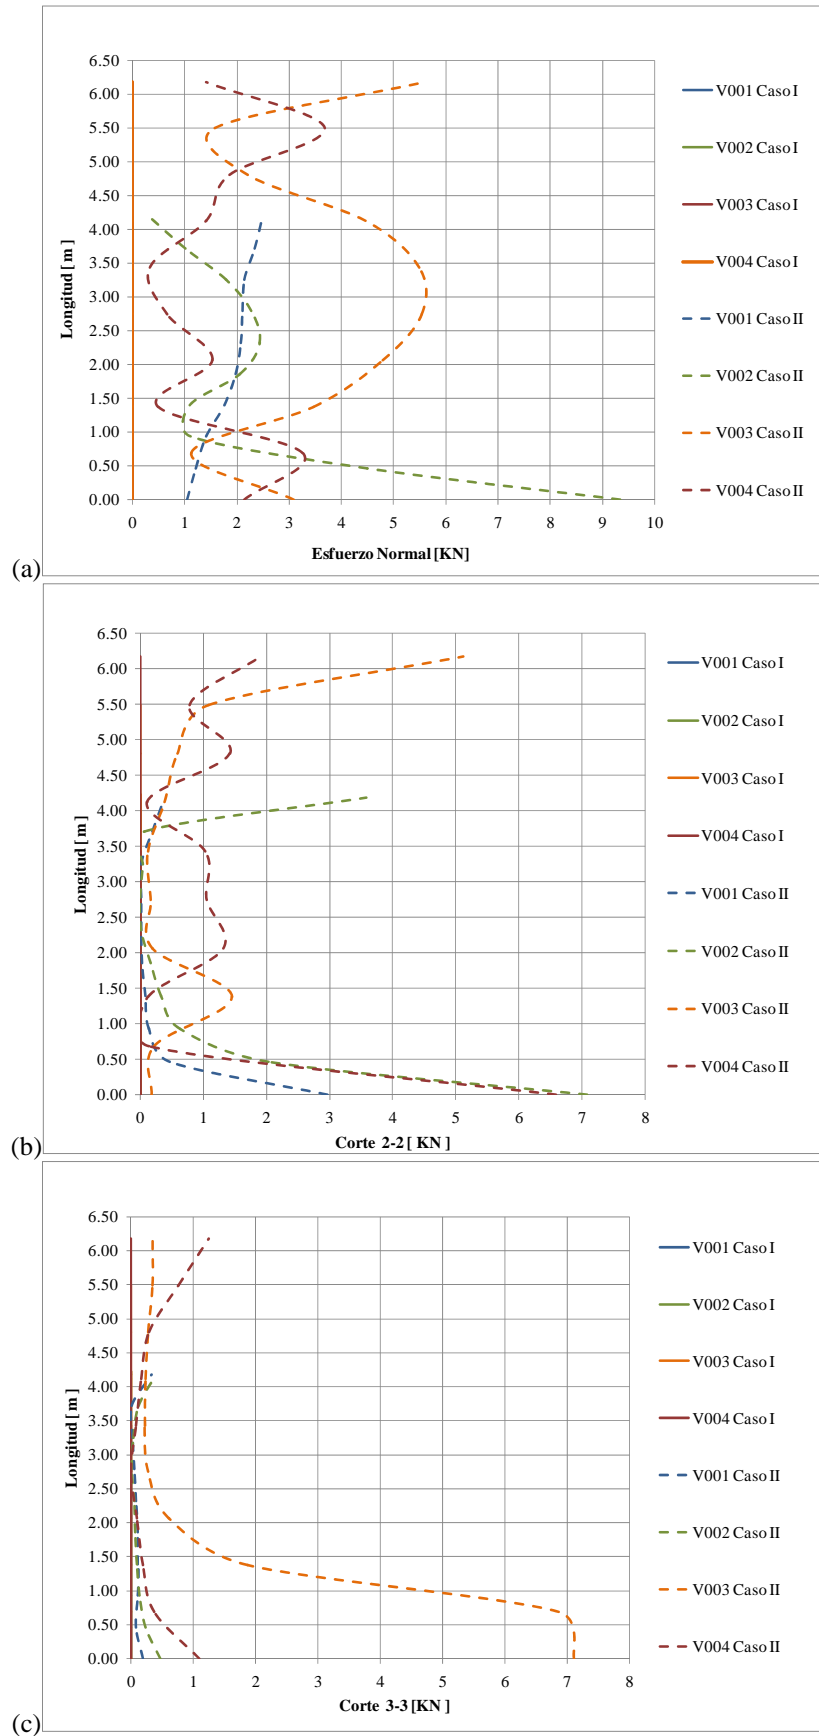 6.50
6.00
5.50
5.00
4.50
4.00
3.50
3.00
2.50
2.00
1.50
1.00
0.50
0.00
Longitud [ m ]
0 1 2 3 4 5 6 7 8 9 10
Esfuerzo Normal [KN]
V001 Caso I
V002 Caso I
V003 Caso I
V004 Caso I
V001 Caso II
V002 Caso II
V003 Caso II
V004 Caso II
(a)
6.50
6.00
5.50
5.00
4.50
4.00
3.50
3.00
2.50
2.00
1.50
1.00
0.50
0.00
Longitud [ m ]
0 1 2 3 4 5 6 7 8
Corte 2-2 [ KN ]
V001 Caso I
V002 Caso I
V003 Caso I
V004 Caso I
V001 Caso II
V002 Caso II
V003 Caso II
V004 Caso II
(b)
6.50
6.00
5.50
5.00
4.50
4.00
3.50
3.00
2.50
2.00
1.50
1.00
0.50
0.00
Longitud [ m ]
0 1 2 3 4 5 6 7 8
Corte 3-3 [KN ]
V001 Caso I
V002 Caso I
V003 Caso I
V004 Caso I
V001 Caso II
V002 Caso II
V003 Caso II
V004 Caso II
(c)